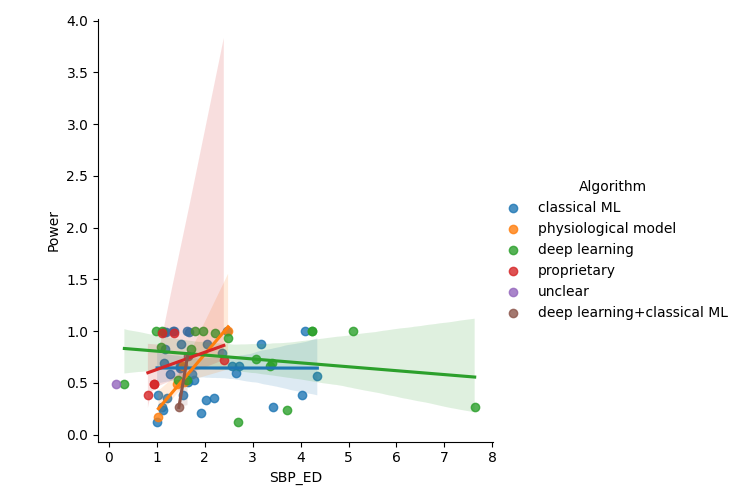 4.0
3.5
3.0
2.5
2.0
1.5
1.0
0.5
0.0
Power
0 1 2 3 4 5 6 7 8
SBP_ED
Algorithm
classical ML
physiological model
deep learning
proprietary
unclear
deep learning+classical ML